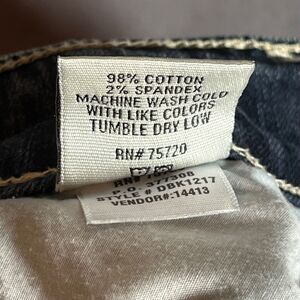 98% COTTON
2% SPANDEX
MACHINE WASH COLD
WITH LIKE COLORS
TUMBLE DRY LOW
RN# 75720
STYLE # DBK1217
VENDOR#:14413